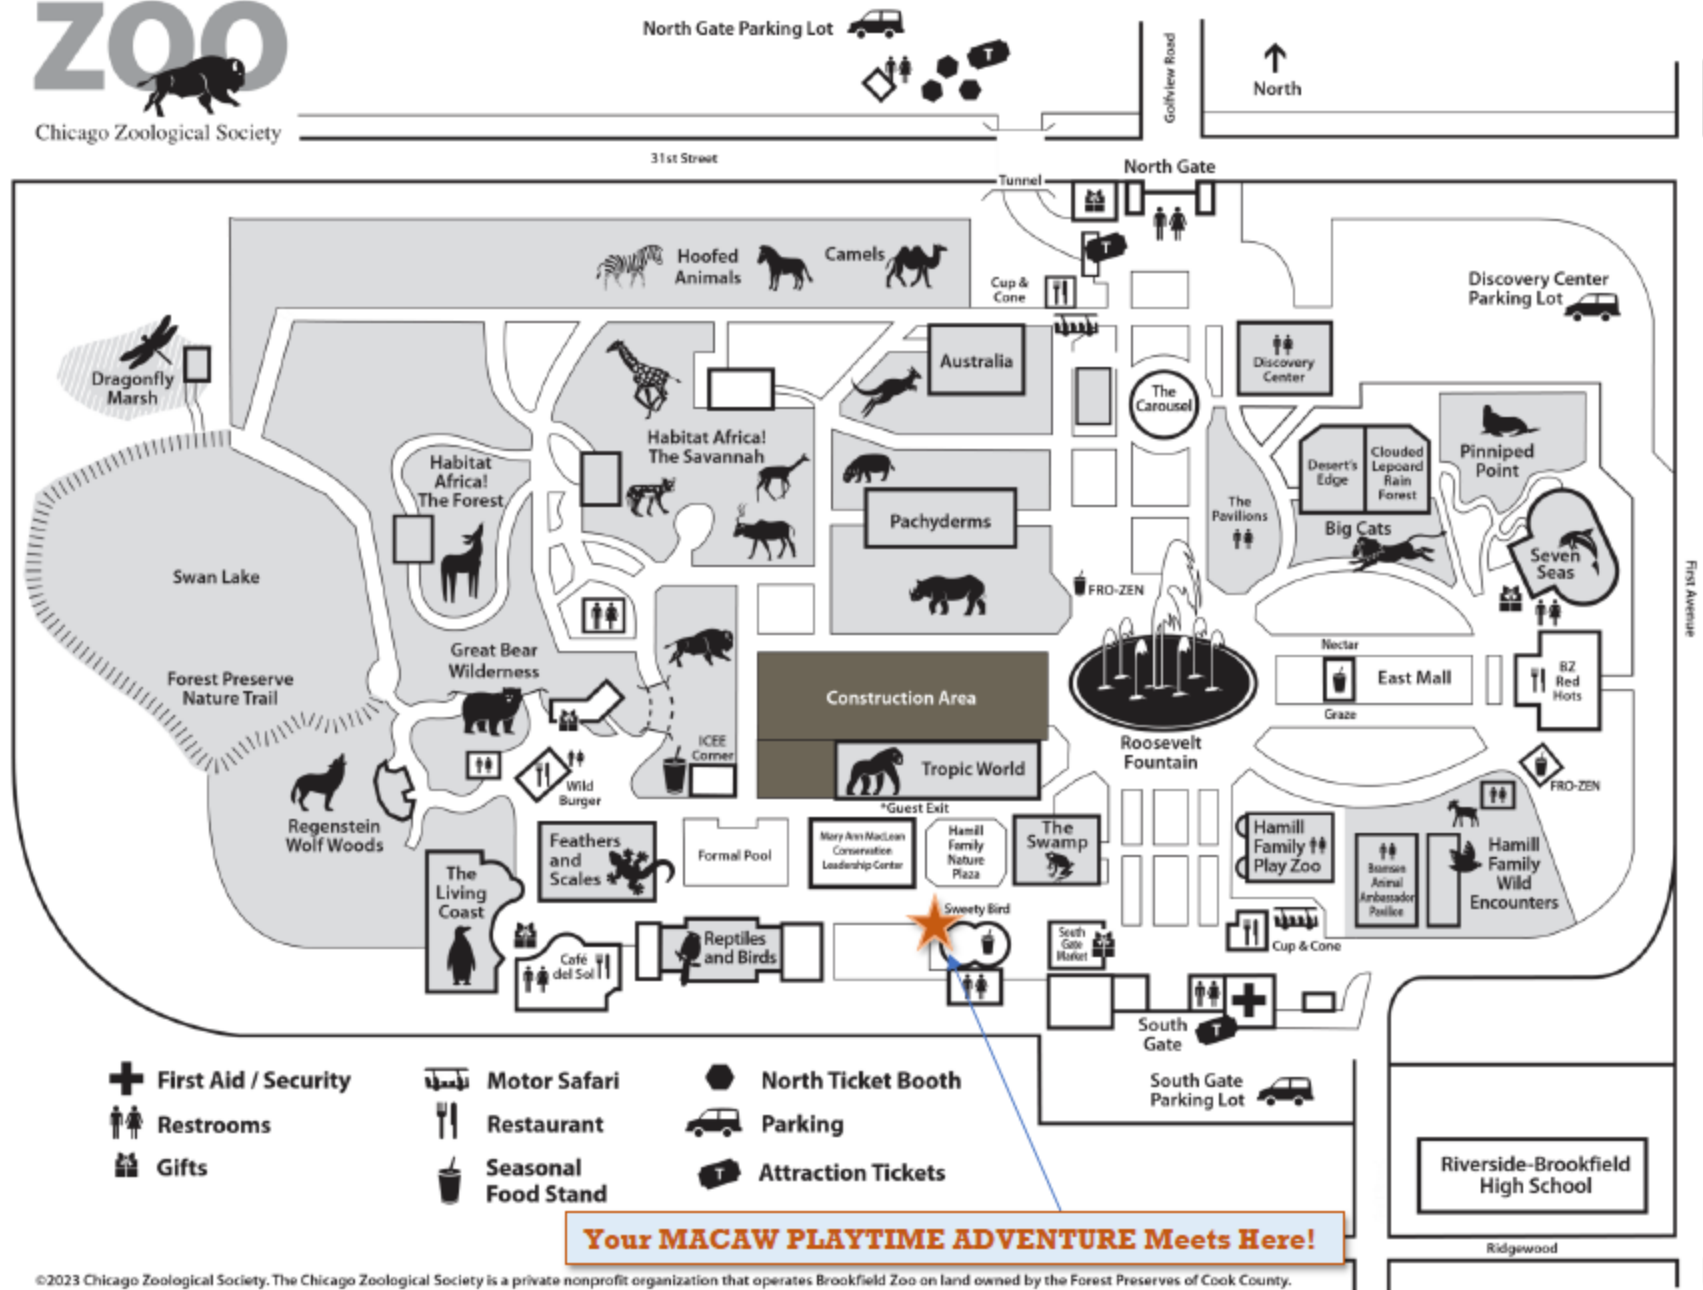 ZOO
Chicago Zoological Society
North Gate Parking Lot
T
Golfview Road
North
31st Street
Tunnel
North Gate
T
Hoofed
Animals
Camels
Cup &
Cone
Discovery Center
Parking Lot
Dragonfly
Marsh
Australia
The
Carousel
Discovery
Center
Habitat Africa!
The Savannah
Habitat
Africa!
The Forest
Pachyderms
The
Pavilions
Desert's
Edge
Clouded
Lepoard
Rain
Forest
Big Cats
Pinniped
Point
Seven
Seas
First Avenue
Swan Lake
FRO-ZEN
Great Bear
Wilderness
Forest Preserve
Nature Trail
Construction Area
Nectar
East Mall
Graze
BZ
Red
Hots
Roosevelt
Fountain
ICEE
Corner
Tropic World
*Guest Exit
Wild
Burger
FRO-ZEN
Regenstein
Wolf Woods
Feathers
and
Scales
Formal Pool
Mary Ann MacLean
Conservation
Leadership Center
Hamill
Family
Nature
Plaza
The
Swamp
Hamill
Family
Play Zoo
Bramsen
Animal
Ambassador
Pavilion
Hamill
Family
Wild
Encounters
The
Living
Coast
Sweety Bird
Reptiles
and Birds
Café
del Sol
South
Gate
Market
Cup & Cone
South
Gate
T
South Gate
Parking Lot
First Aid / Security
Restrooms
Gifts
Motor Safari
Restaurant
Seasonal
Food Stand
North Ticket Booth
Parking
T
Attraction Tickets
Riverside-Brookfield
High School
Your MACAW PLAYTIME ADVENTURE Meets Here!
Ridgewood
©2023 Chicago Zoological Society. The Chicago Zoological Society is a private nonprofit organization that operates Brookfield Zoo on land owned by the Forest Preserves of Cook County.